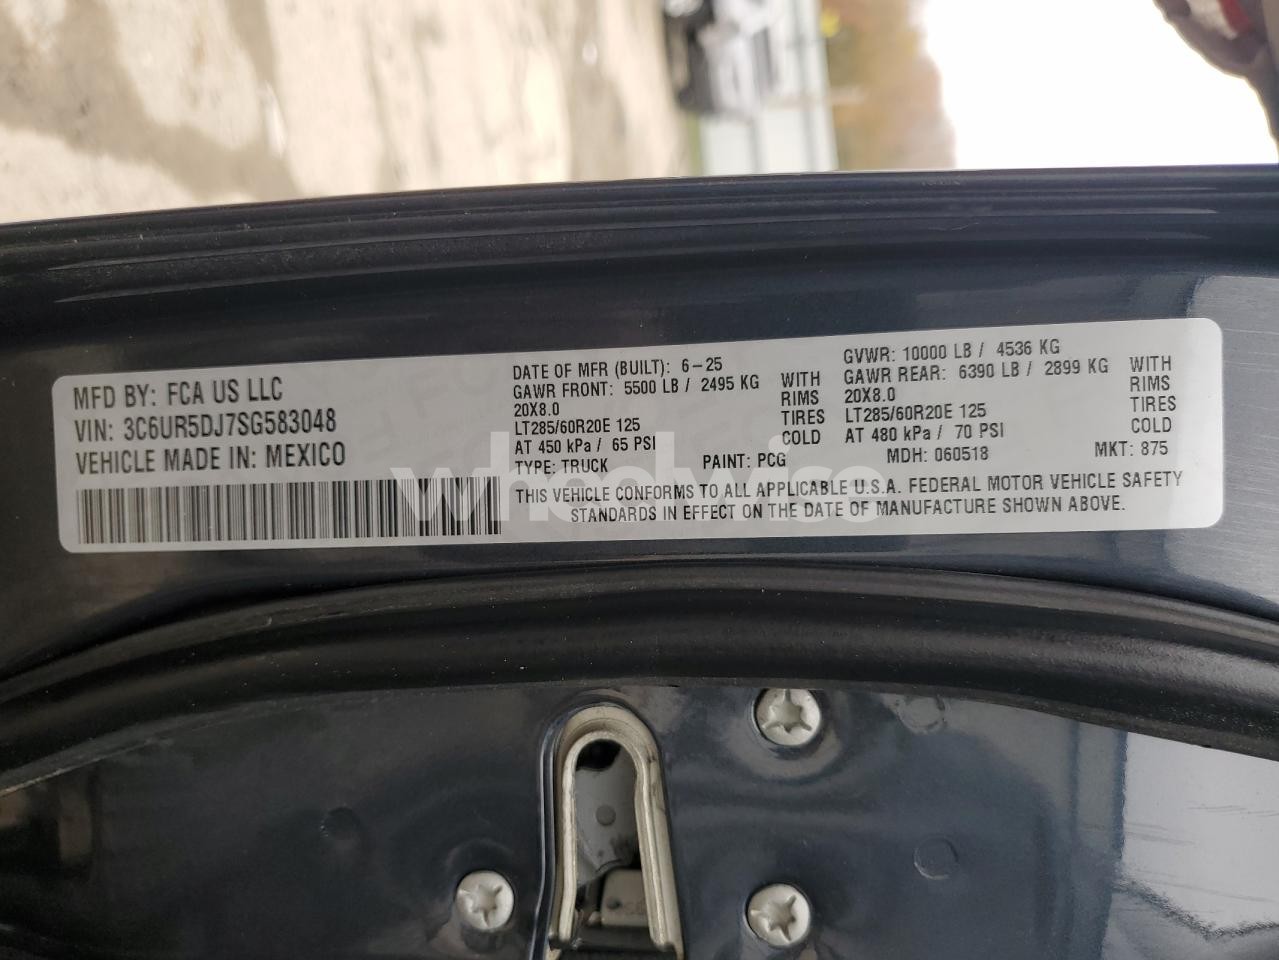 MFD BY: FCA US LLC
VIN: 3C6UR5DJ7SG583048
VEHICLE MADE IN: MEXICO
DATE OF MFR (BUILT): 6-25
GAWR FRONT: 5500 LB / 2495 KG WITH
20X8.0 RIMS
LT285/60R20E 125 TIRES
AT 450 kPa / 65 PSI COLD
TYPE: TRUCK PAINT: PCG
GVWR: 10000 LB / 4536 KG
GAWR REAR: 6390 LB / 2899 KG WITH
20X8.0 RIMS
LT285/60R20E 125 TIRES
AT 480 kPa / 70 PSI COLD
MDH: 060518 MKT: 875
THIS VEHICLE CONFORMS TO ALL APPLICABLE U.S.A. FEDERAL MOTOR VEHICLE SAFETY
STANDARDS IN EFFECT ON THE DATE OF MANUFACTURE SHOWN ABOVE.
wheelwise